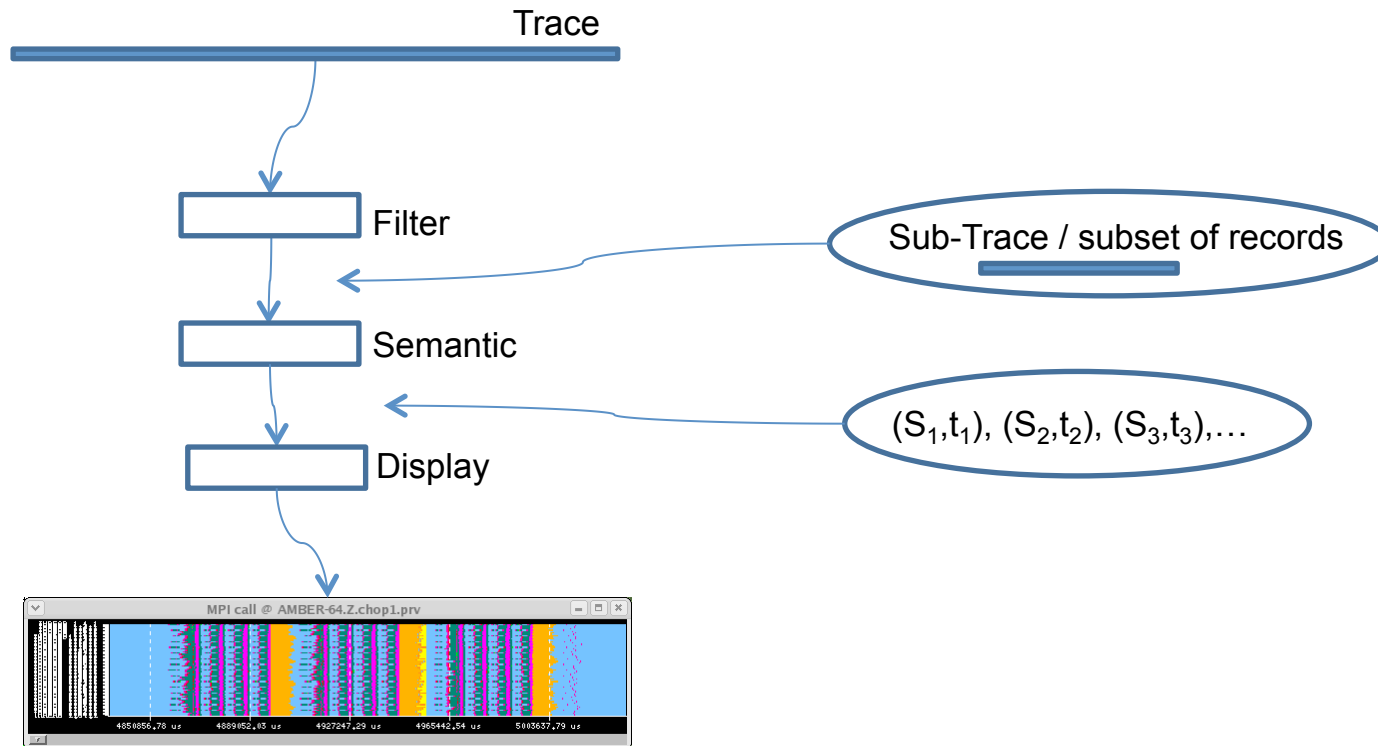 Trace
Filter
Sub-Trace / subset of records
Semantic
(S₁,t₁), (S₂,t₂), (S₃,t₃),…
Display
MPI call @ AMBER-64.Z.chop1.prv
4850856.78 us 4889052.03 us 4927247.29 us 4965442.54 us 5003637.79 us